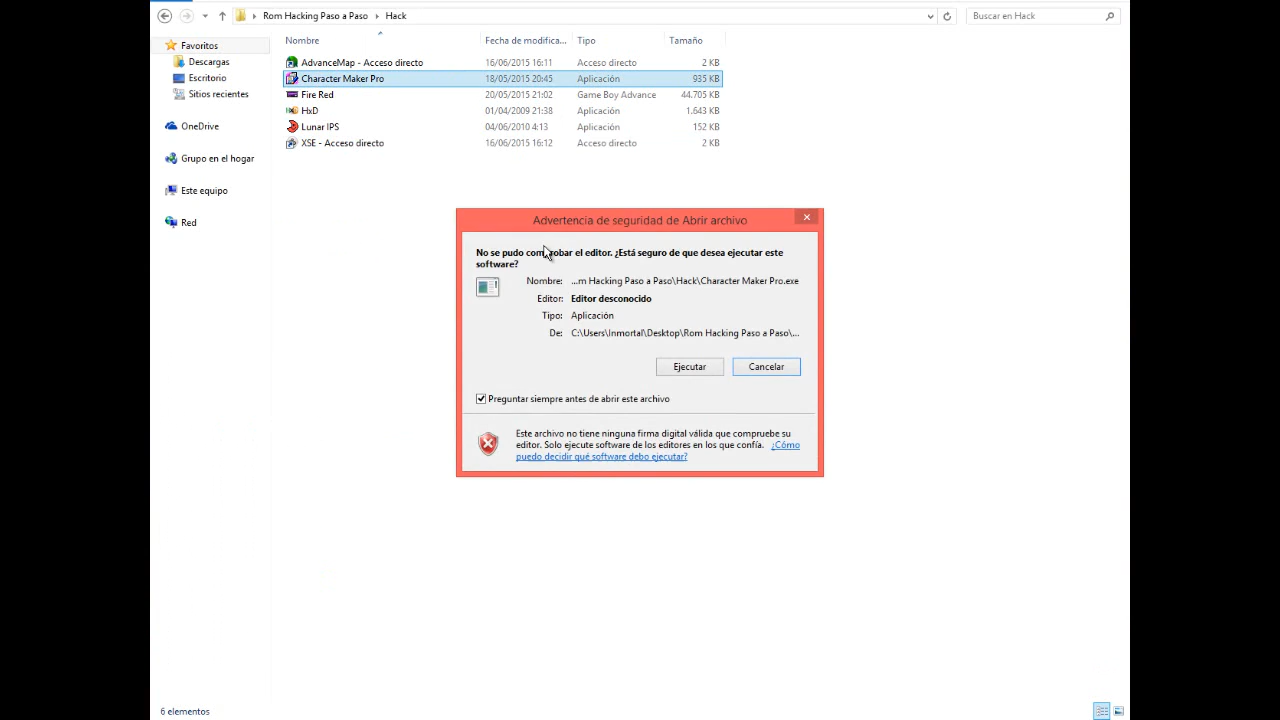 Rom Hacking Paso a Paso Hack
Buscar en Hack
Nombre Fecha de modifica... Tipo Tamaño
Favoritos
Descargas
Escritorio
Sitios recientes
OneDrive
Grupo en el hogar
Este equipo
Red
AdvanceMap - Acceso directo 16/06/2015 16:11 Acceso directo 2 KB
Character Maker Pro 18/05/2015 20:45 Aplicación 935 KB
Fire Red 20/05/2015 21:02 Game Boy Advance 44.705 KB
HxD 01/04/2009 21:38 Aplicación 1.643 KB
Lunar IPS 04/06/2010 4:13 Aplicación 152 KB
XSE - Acceso directo 16/06/2015 16:12 Acceso directo 2 KB
Advertencia de seguridad de Abrir archivo
No se pudo comprobar el editor. ¿Está seguro de que desea ejecutar este
software?
Nombre: ...m Hacking Paso a Paso\Hack\Character Maker Pro.exe
Editor: Editor desconocido
Tipo: Aplicación
De: C:\Users\Inmortal\Desktop\Rom Hacking Paso a Paso\...
Ejecutar Cancelar
Preguntar siempre antes de abrir este archivo
Este archivo no tiene ninguna firma digital válida que compruebe su
editor. Solo ejecute software de los editores en los que confía. ¿Cómo
puedo decidir qué software debo ejecutar?
6 elementos